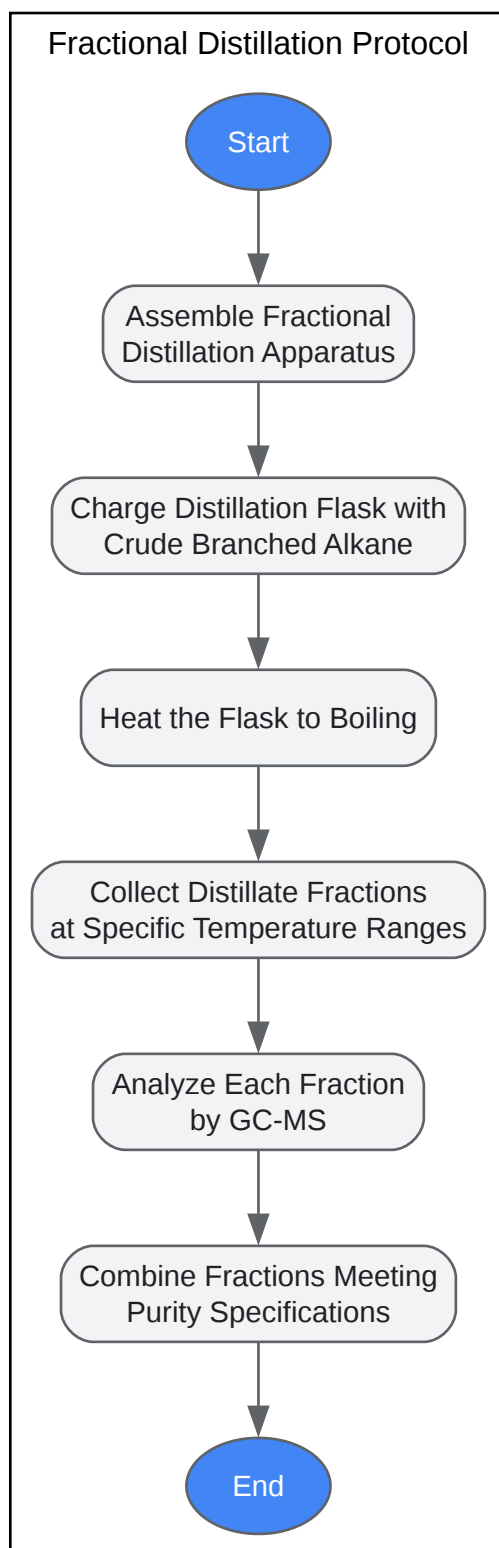 Fractional Distillation Protocol
Start
Assemble Fractional
Distillation Apparatus
Charge Distillation Flask with
Crude Branched Alkane
Heat the Flask to Boiling
Collect Distillate Fractions
at Specific Temperature Ranges
Analyze Each Fraction
by GC-MS
Combine Fractions Meeting
Purity Specifications
End